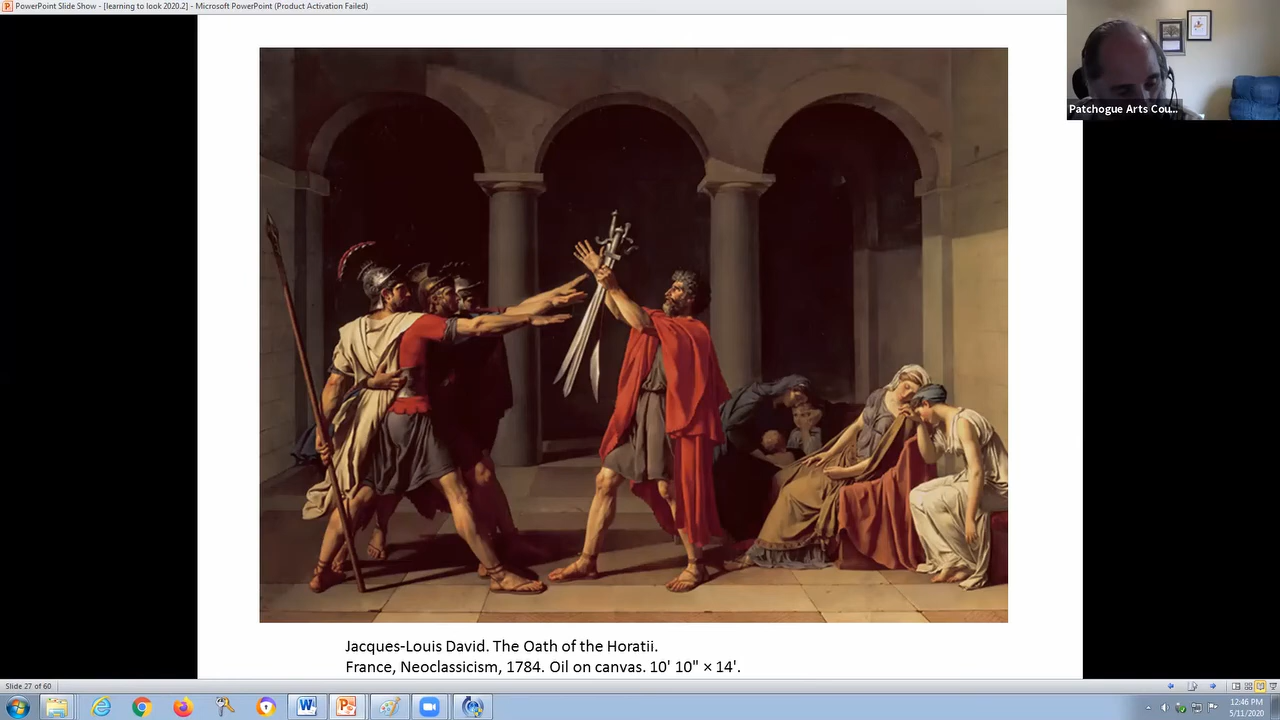 PowerPoint Slide Show - [learning to look 2020.2] - Microsoft PowerPoint (Product Activation Failed)
Patchogue Arts Cou...
Jacques-Louis David. The Oath of the Horatii.
France, Neoclassicism, 1784. Oil on canvas. 10' 10" × 14'.
Slide 27 of 60
12:46 PM
5/11/2020